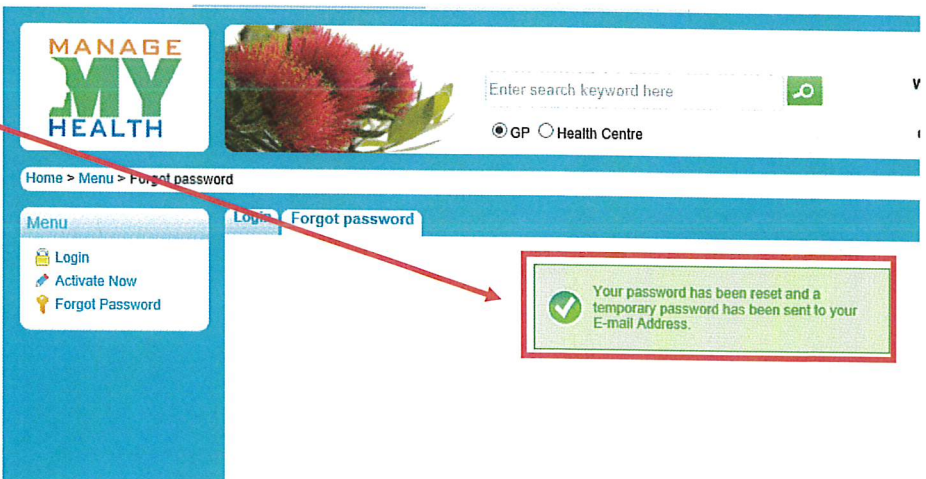 MANAGE
MY
HEALTH
Enter search keyword here
GP Health Centre
Home > Menu > Forgot password
Menu
Login Forgot password
Login
Activate Now
Forgot Password
Your password has been reset and a
temporary password has been sent to your
E-mail Address.